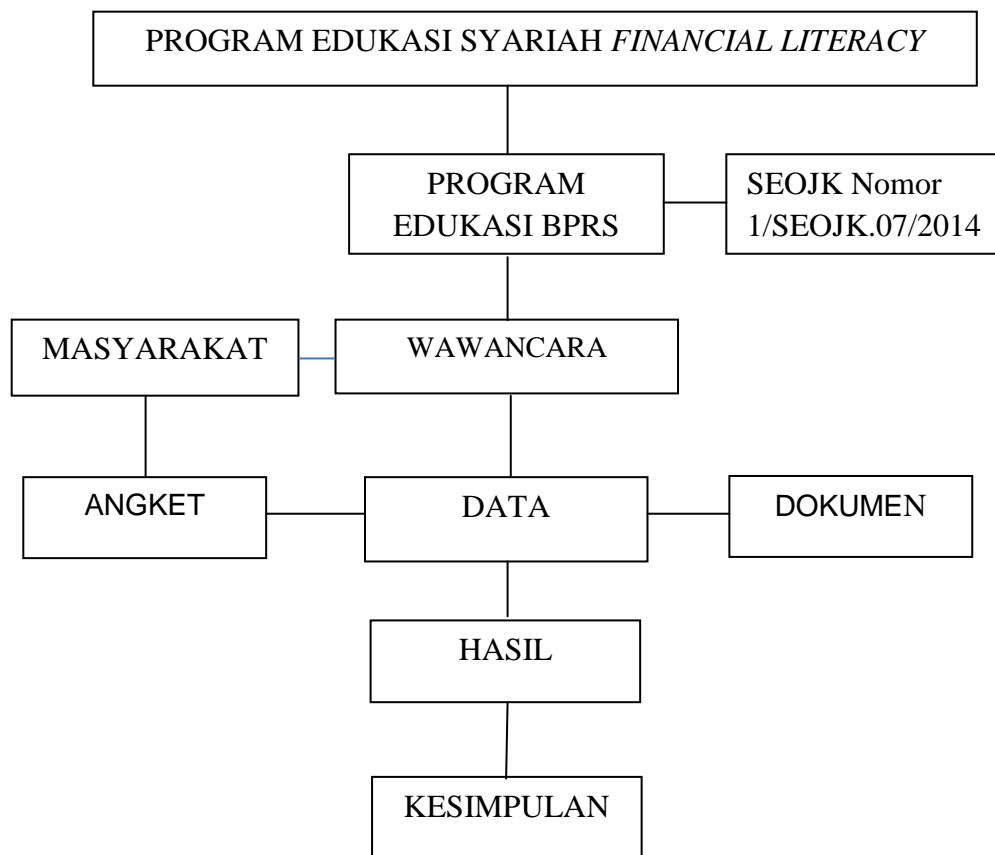 PROGRAM EDUKASI SYARIAH FINANCIAL LITERACY
PROGRAM
EDUKASI BPRS
SEOJK Nomor
1/SEOJK.07/2014
MASYARAKAT
WAWANCARA
ANGKET
DATA
DOKUMEN
HASIL
KESIMPULAN